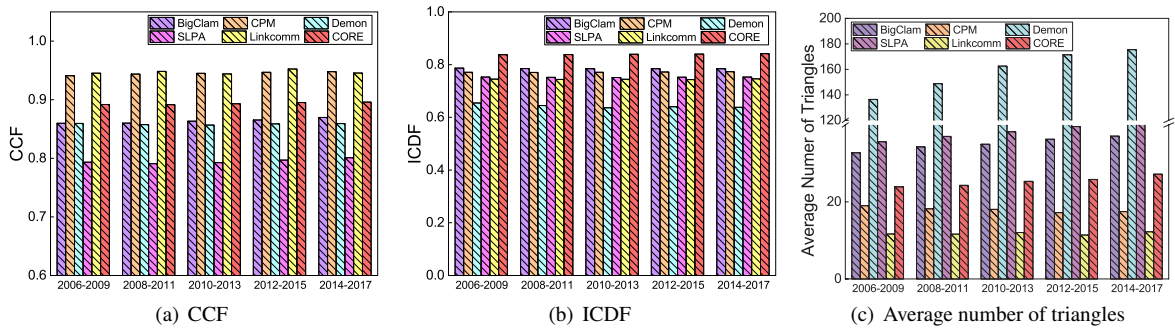 CCF
1.0
0.9
0.8
0.7
0.6
BigClam CPM Demon
SLPA Linkcomm CORE
2006-2009 2008-2011 2010-2013 2012-2015 2014-2017
(a) CCF
ICDF
1.0
0.8
0.6
0.4
0.2
0.0
BigClam CPM Demon
SLPA Linkcomm CORE
2006-2009 2008-2011 2010-2013 2012-2015 2014-2017
(b) ICDF
Average Numer of Triangles
200
180
160
140
120
20
0
BigClam CPM Demon
SLPA Linkcomm CORE
2006-2009 2008-2011 2010-2013 2012-2015 2014-2017
(c) Average number of triangles